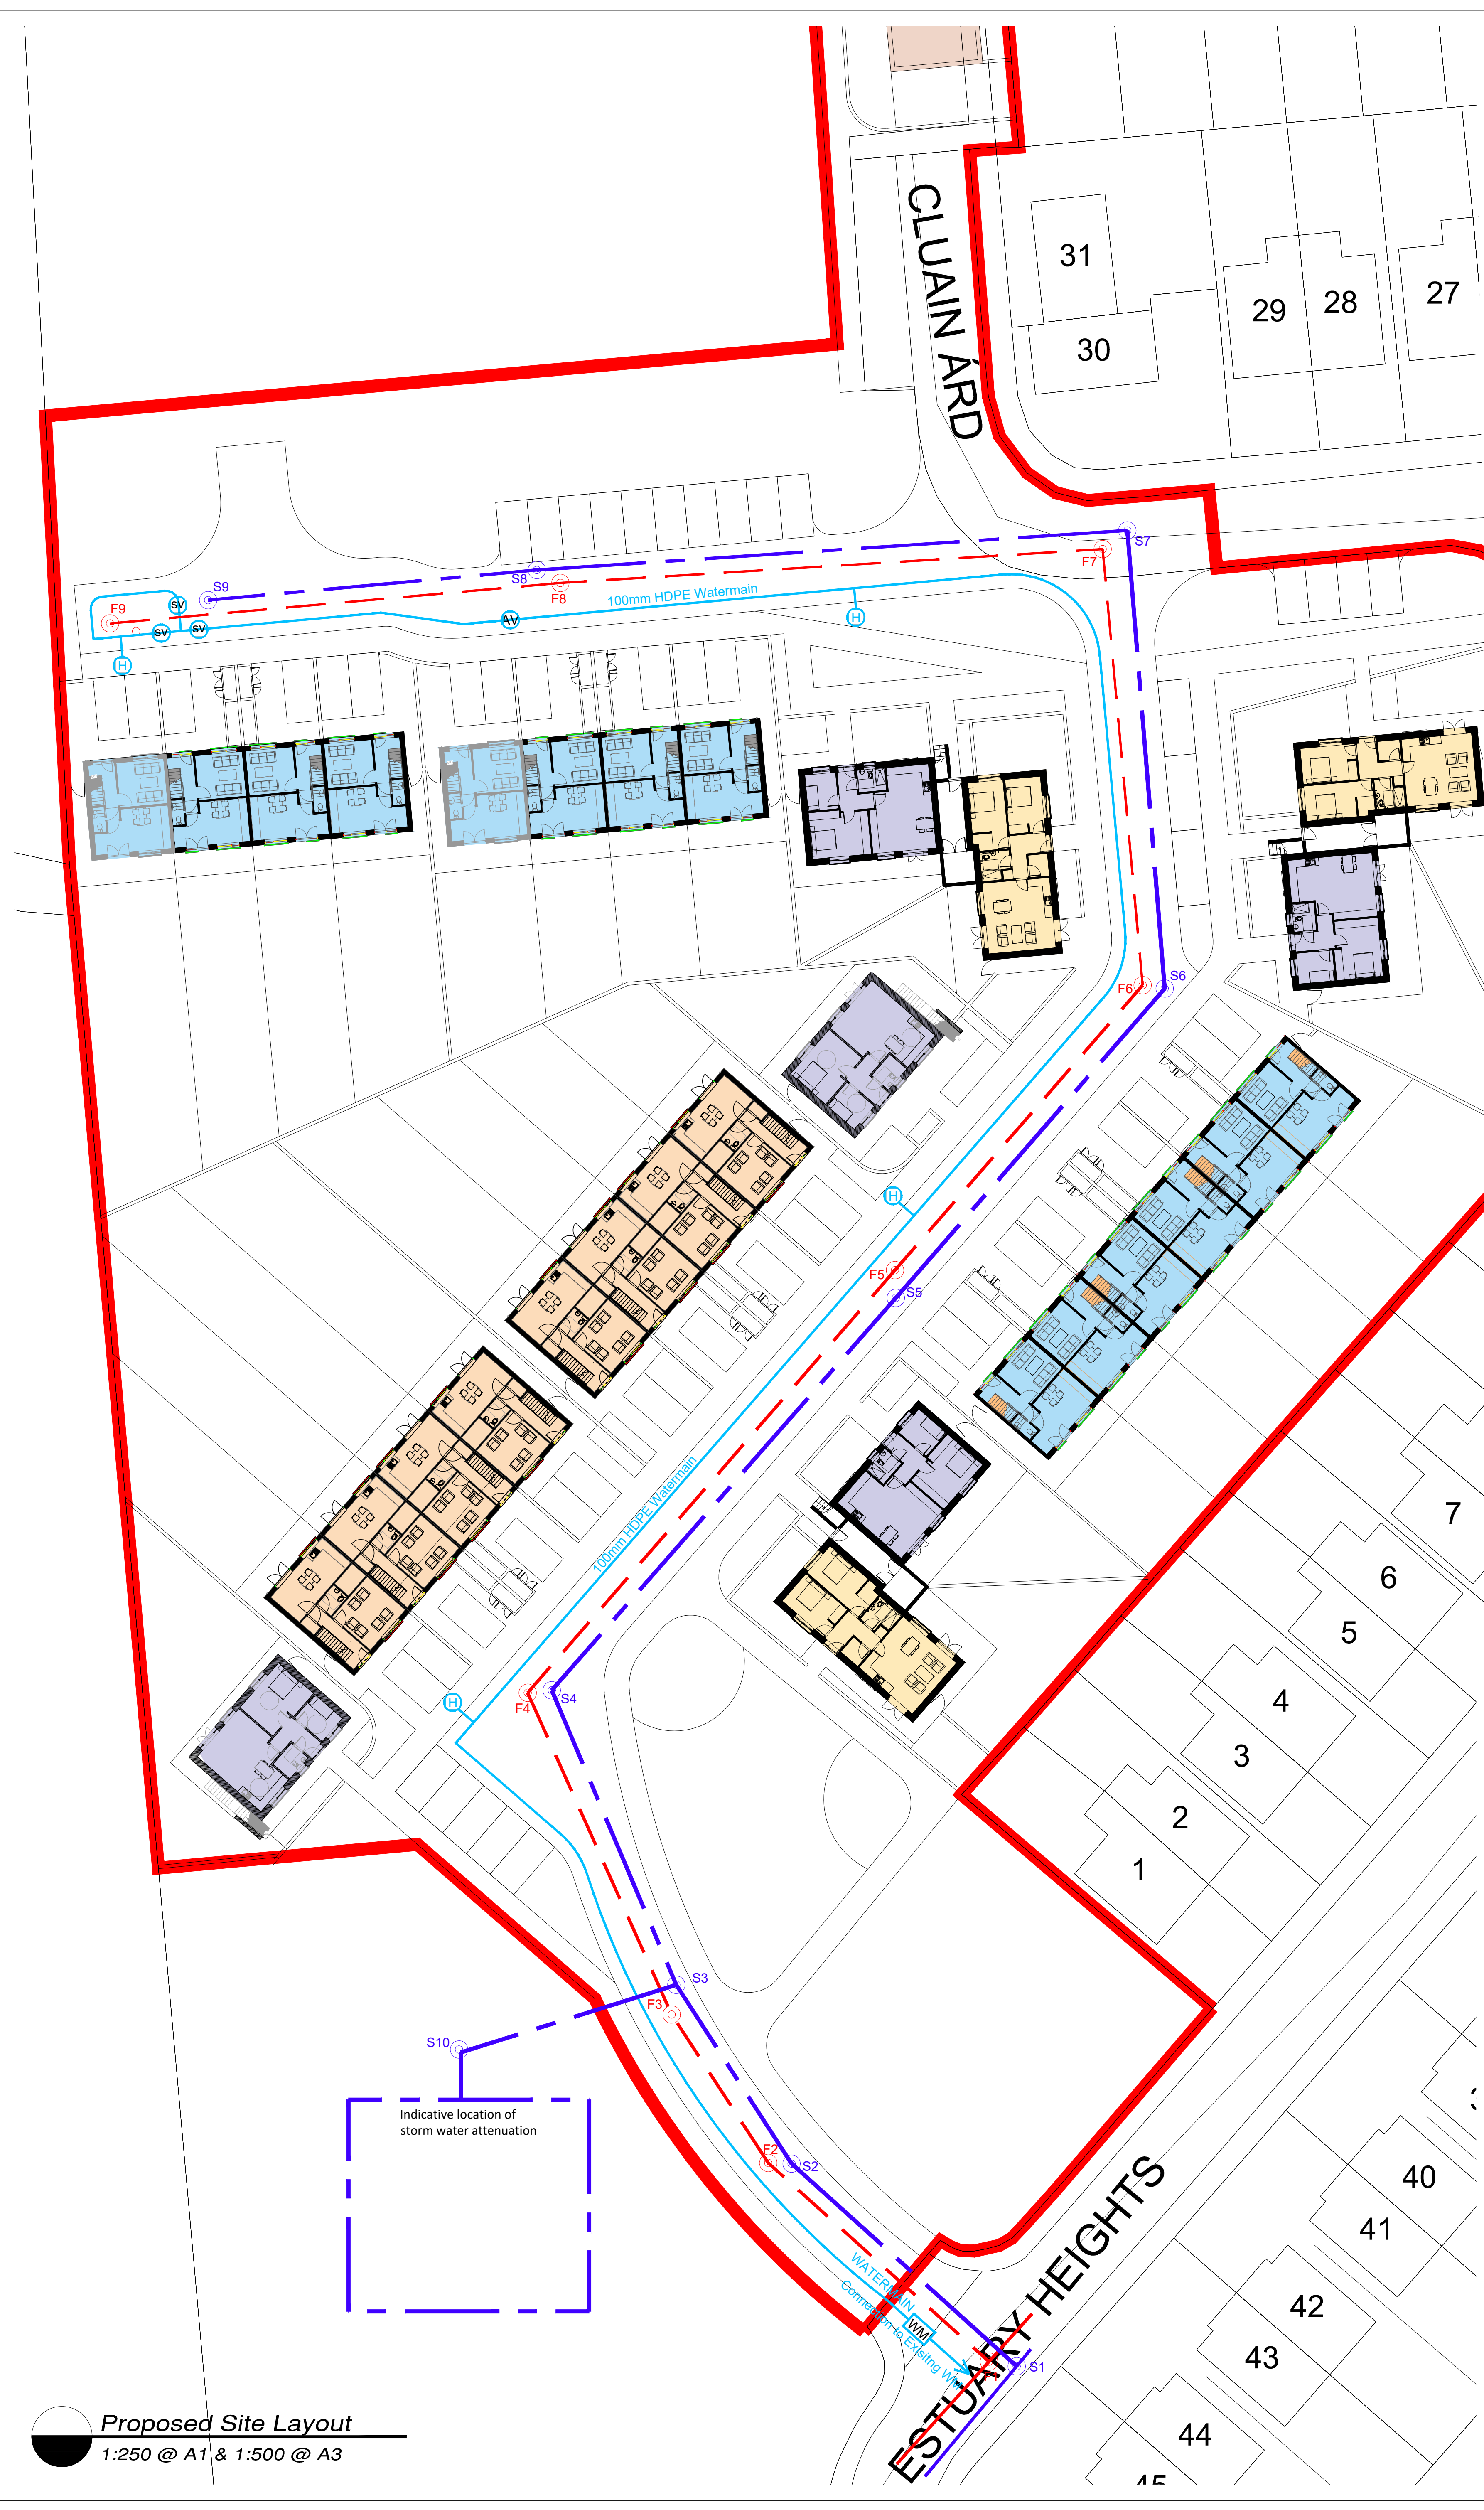 CLUAIN ÁRD
31
30
29
28
27
S7
F7
S8
F8
S9
F9
SV
SV
SV
AV
100mm HDPE Watermain
H
H
F6
S6
H
F5
S5
100mm HDPE Watermain
7
6
5
H
F4
S4
4
3
2
1
S3
F3
S10
Indicative location of
storm water attenuation
F2
S2
WATERMAIN
Connection to Exisitng WM
WM
S1
ESTUARY HEIGHTS
40
41
42
43
44
45
Proposed Site Layout
1:250 @ A1 & 1:500 @ A3